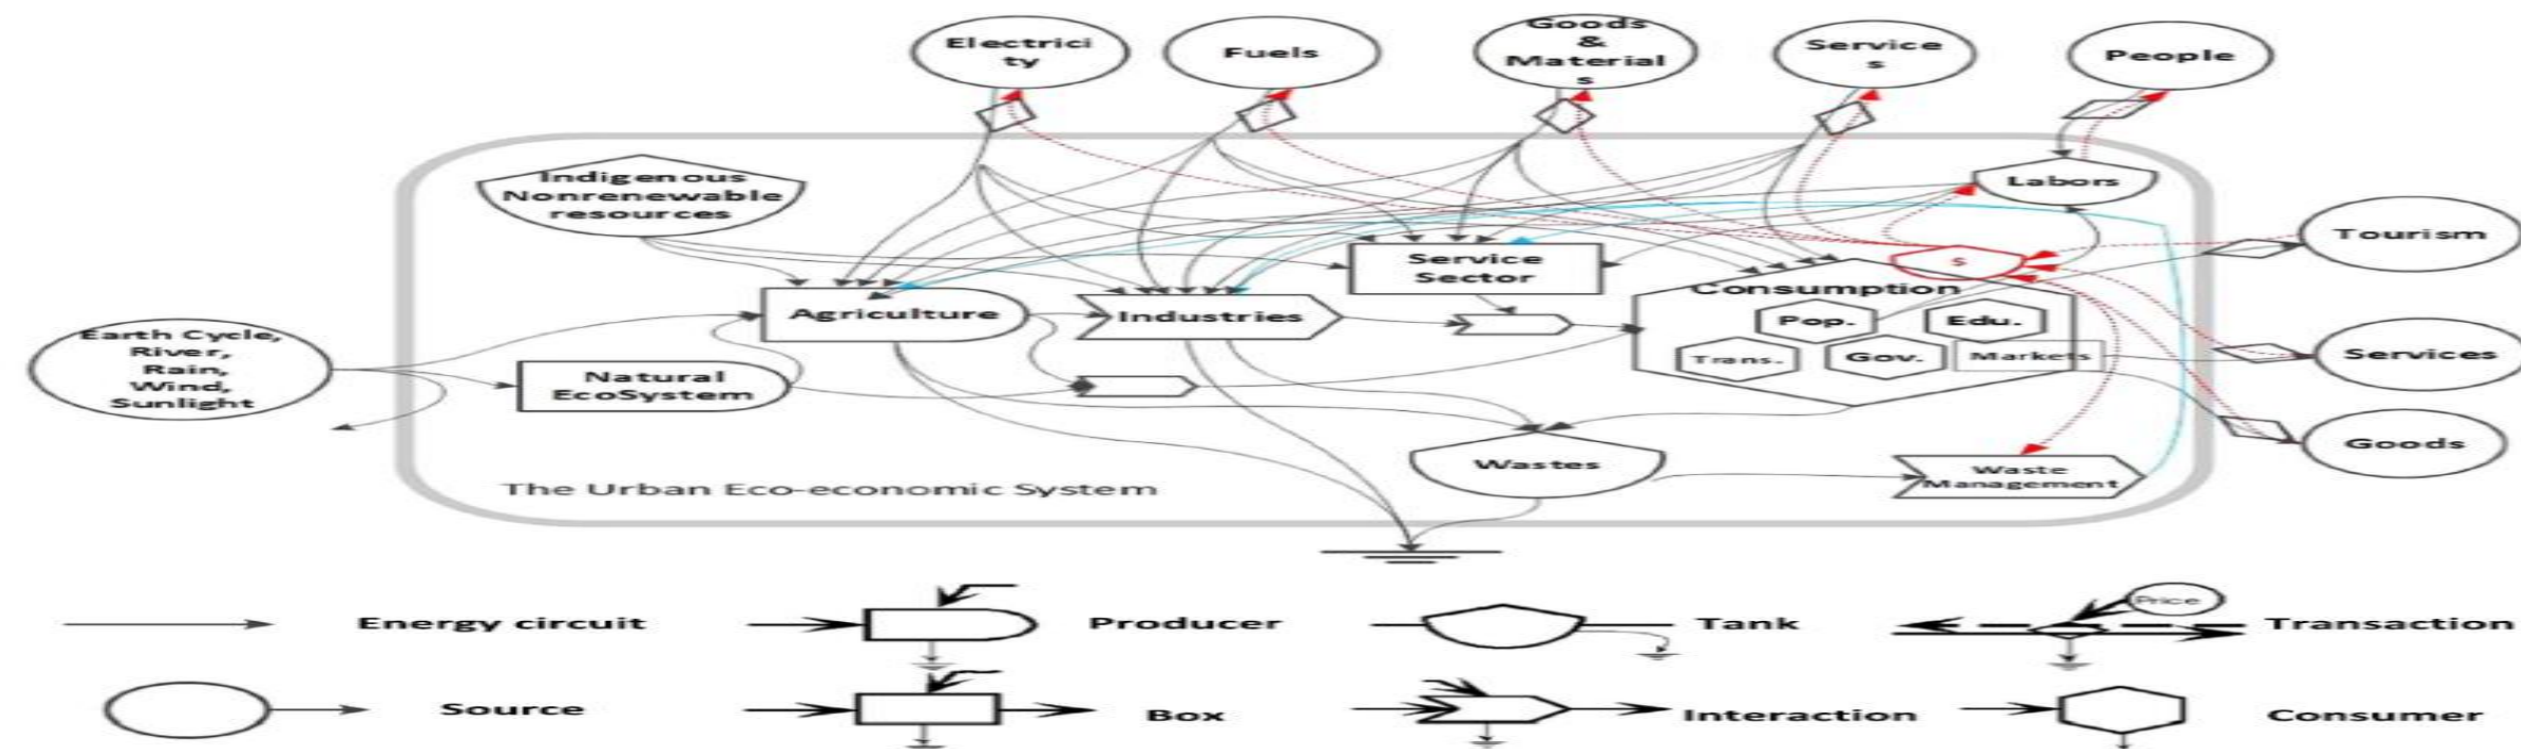 Electrici
ty
Fuels
Goods
&
Material
s
Service
s
People
Indigenous
Nonrenewable
resources
Labors
Tourism
Service
Sector
$
Consumption
Agriculture
Industries
Pop.
Edu.
Trans.
Gov.
Markets
Services
Earth Cycle,
River,
Rain,
Wind,
Sunlight
Natural
EcoSystem
Goods
Wastes
Waste
Management
The Urban Eco-economic System
Energy circuit
Producer
Tank
Price
Transaction
Source
Box
Interaction
Consumer